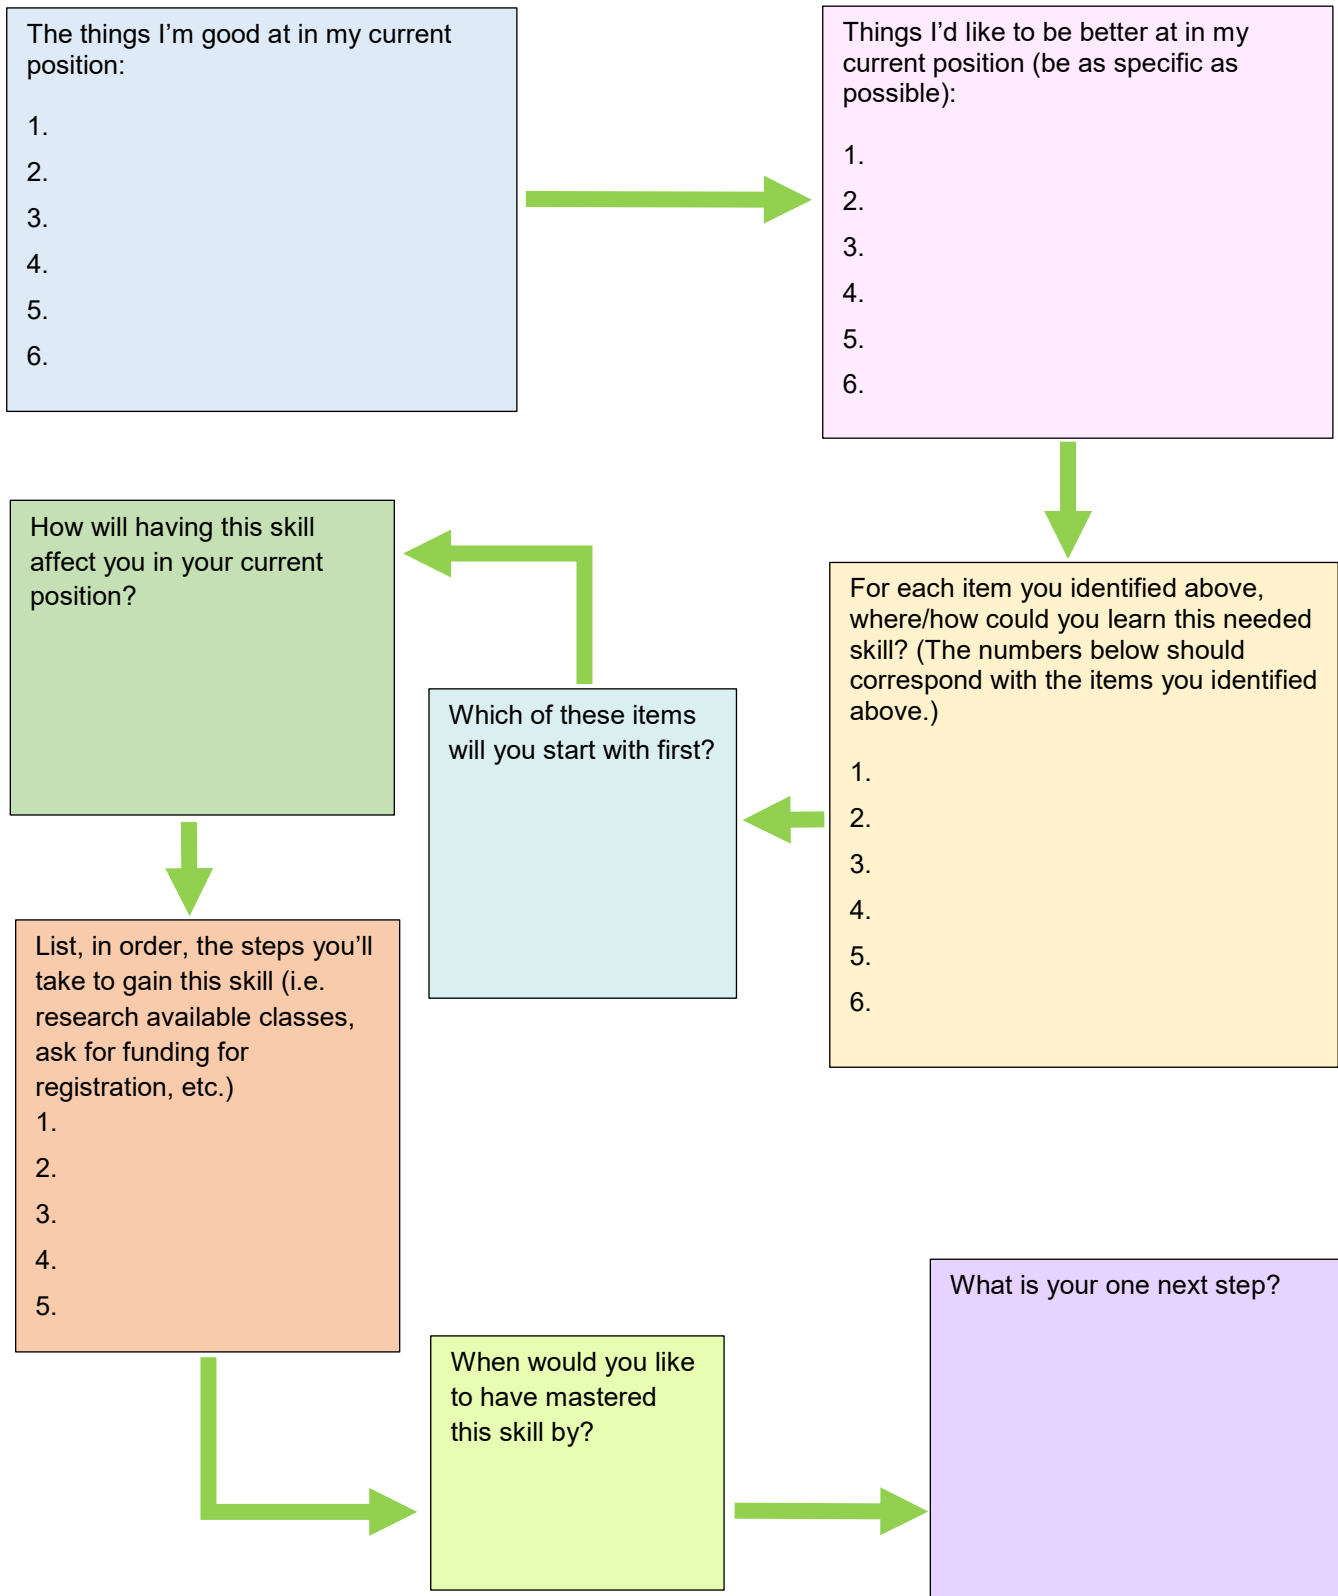 The things I’m good at in my current
position:
1.
2.
3.
4.
5.
6.
Things I’d like to be better at in my
current position (be as specific as
possible):
1.
2.
3.
4.
5.
6.
For each item you identified above,
where/how could you learn this needed
skill? (The numbers below should
correspond with the items you identified
above.)
1.
2.
3.
4.
5.
6.
Which of these items
will you start with first?
How will having this skill
affect you in your current
position?
List, in order, the steps you’ll
take to gain this skill (i.e.
research available classes,
ask for funding for
registration, etc.)
1.
2.
3.
4.
5.
When would you like
to have mastered
this skill by?
What is your one next step?